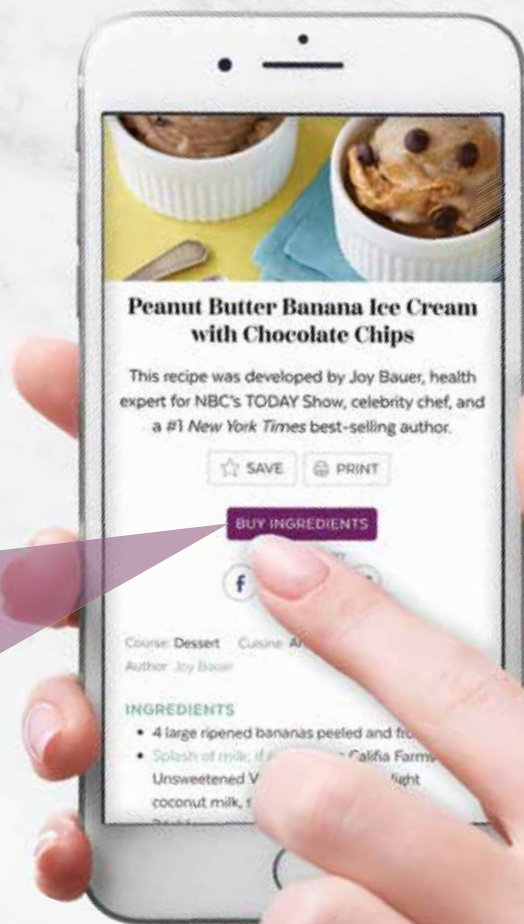 Peanut Butter Banana Ice Cream
with Chocolate Chips
This recipe was developed by Joy Bauer, health
expert for NBC's TODAY Show, celebrity chef, and
a #1 New York Times best-selling author.
SAVE PRINT
BUY INGREDIENTS
f
Course: Dessert Cuisine:
Author: Joy Bauer
INGREDIENTS
• 4 large ripened bananas peeled and
• Splash of milk; if Califia Farms
Unsweetened
coconut milk,